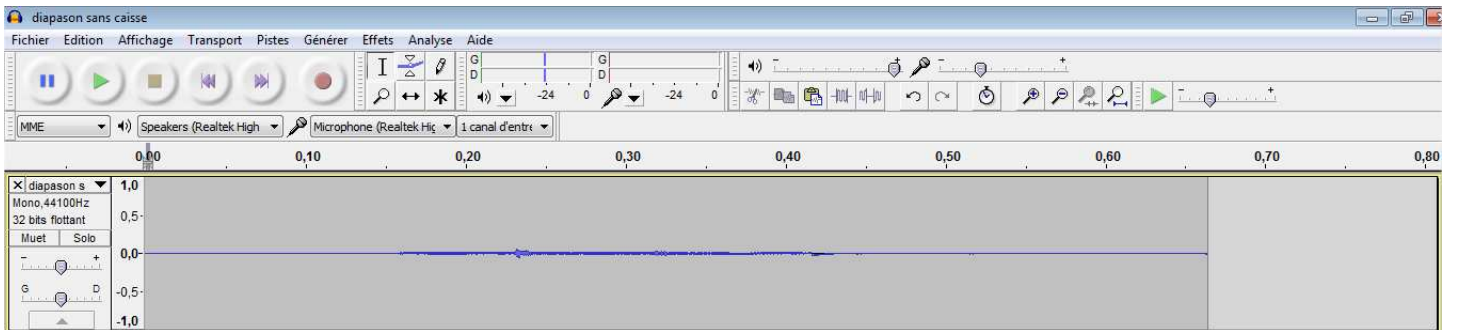 diapason sans caisse
Fichier Edition Affichage Transport Pistes Générer Effets Analyse Aide
G G
D D
-24 0 -24 0
MME Speakers (Realtek High Microphone (Realtek Hig 1 canal d'entre
0,00 0,10 0,20 0,30 0,40 0,50 0,60 0,70 0,80
diapason s 1,0
Mono,44100Hz
32 bits flottant 0,5
Muet Solo
0,0
G D -0,5
-1,0